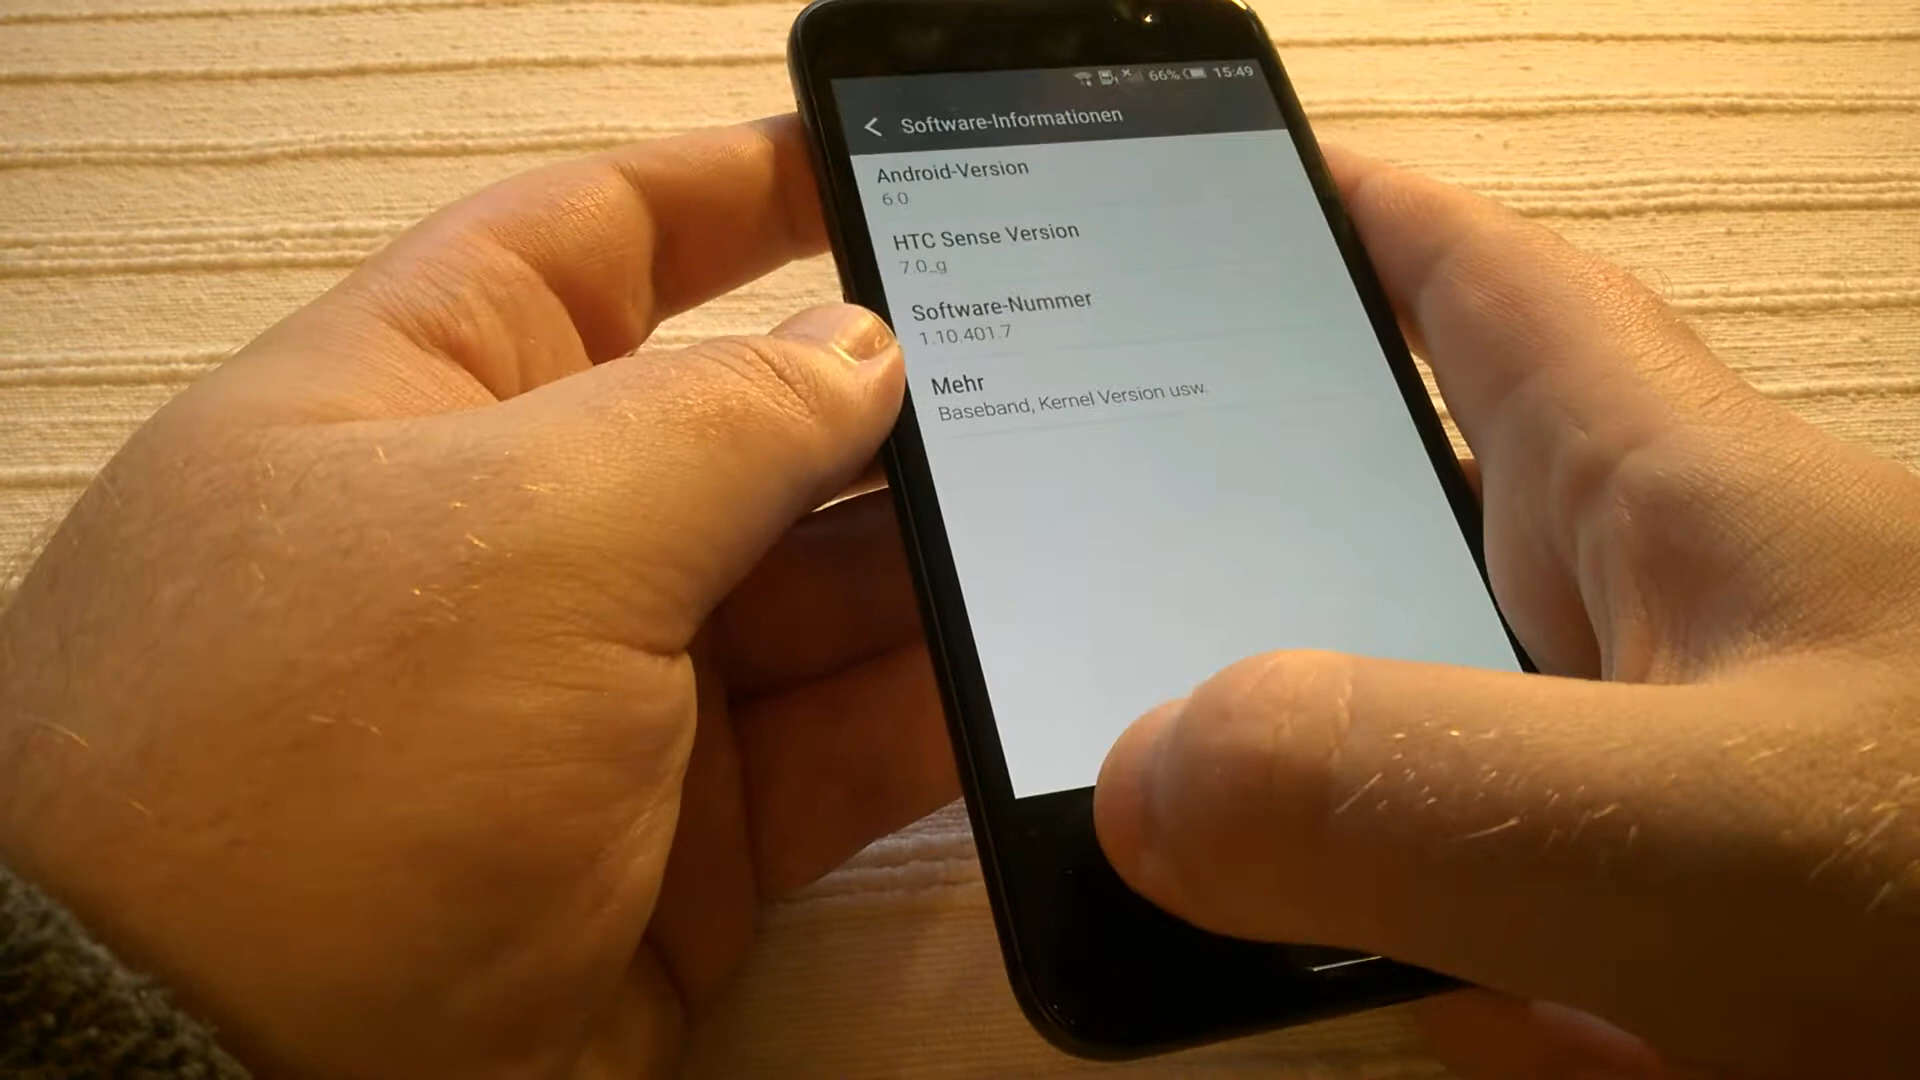 66% 15:49
Software-Informationen
Android-Version
6.0
HTC Sense Version
7.0_g
Software-Nummer
1.10.401.7
Mehr
Baseband, Kernel Version usw.